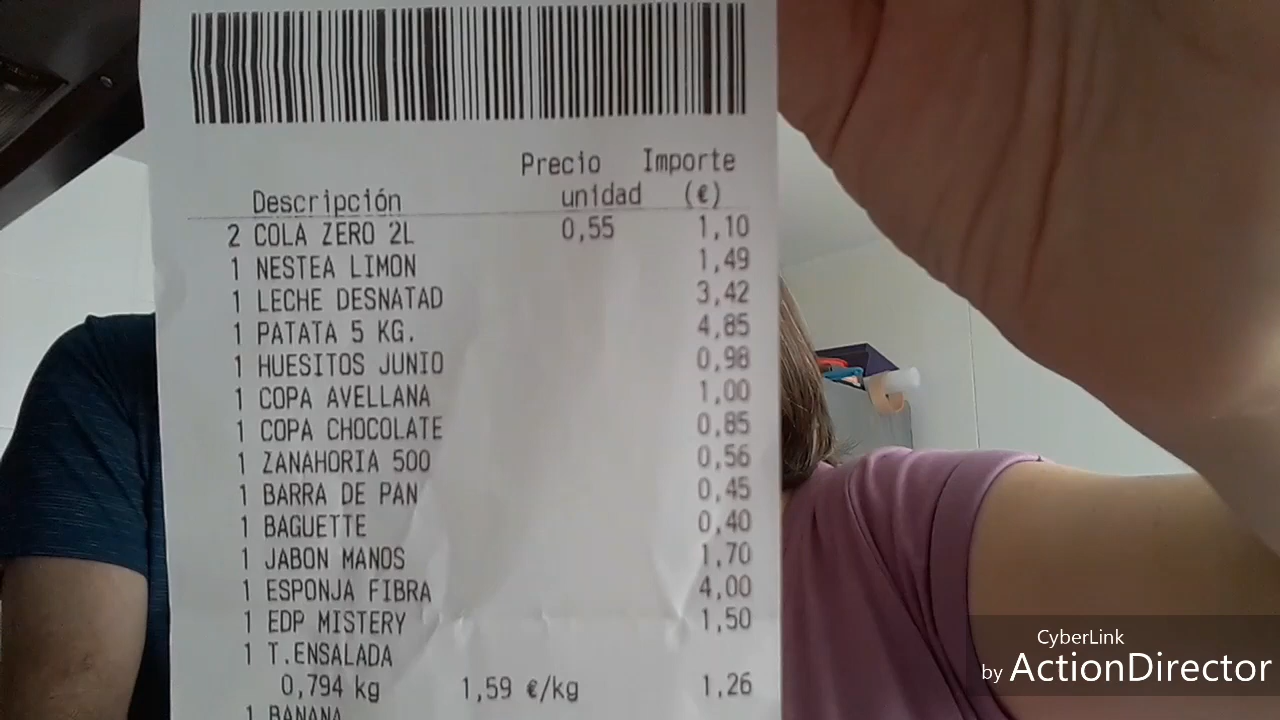 Precio Importe
Descripción unidad (€)
2 COLA ZERO 2L 0,55 1,10
1 NESTEA LIMON 1,49
1 LECHE DESNATAD 3,42
1 PATATA 5 KG. 4,85
1 HUESITOS JUNIO 0,98
1 COPA AVELLANA 1,00
1 COPA CHOCOLATE 0,85
1 ZANAHORIA 500 0,56
1 BARRA DE PAN 0,45
1 BAGUETTE 0,40
1 JABON MANOS 1,70
1 ESPONJA FIBRA 4,00
1 EDP MISTERY 1,50
1 T.ENSALADA
0,794 kg 1,59 €/kg 1,26
1 BANANA
CyberLink
by ActionDirector